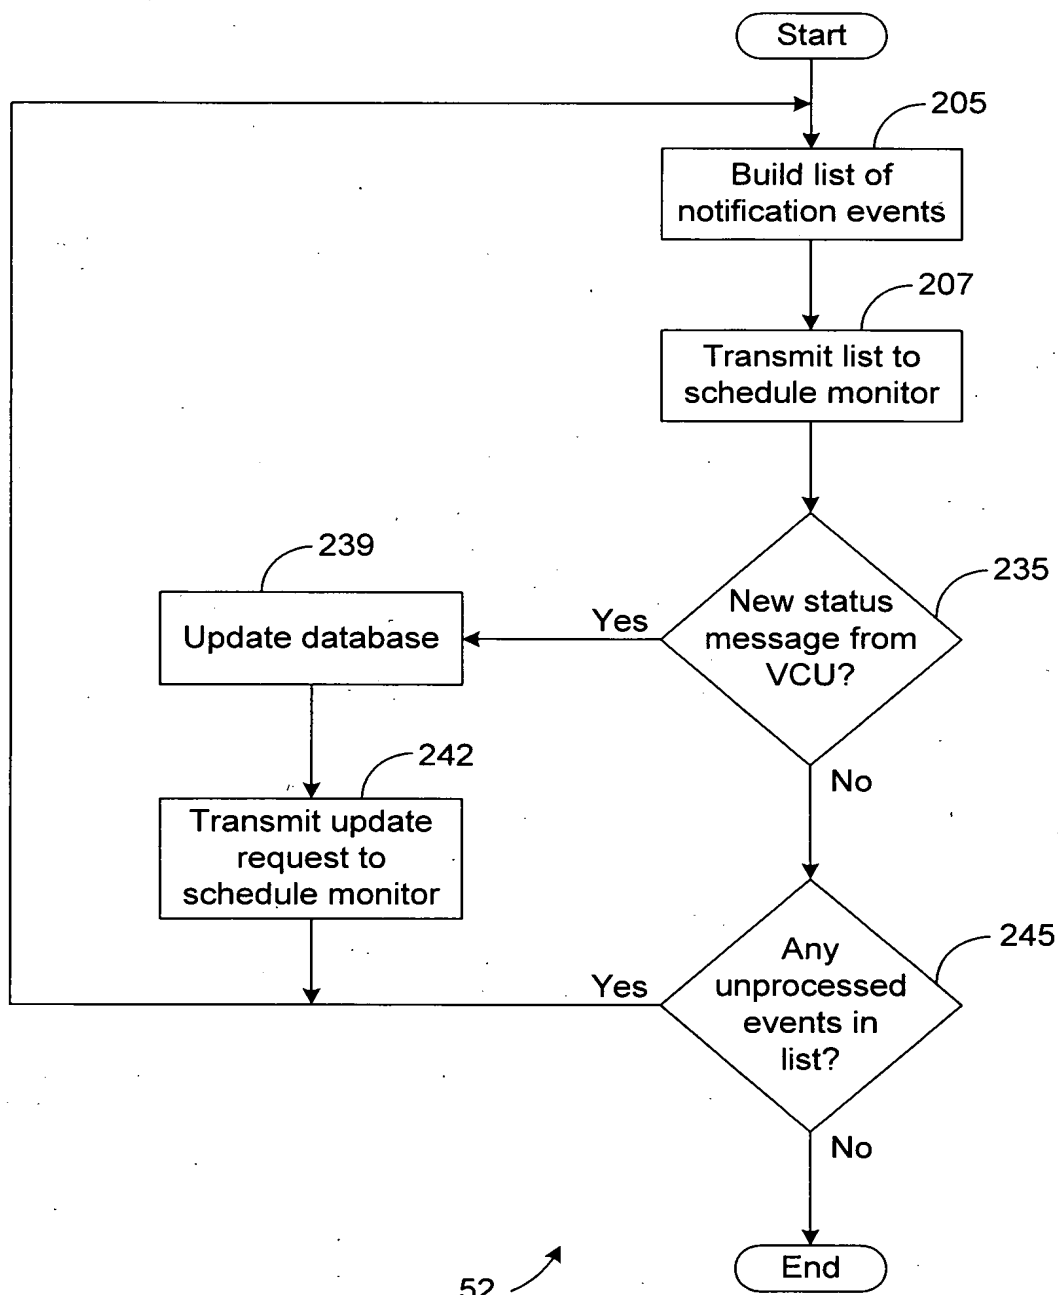 Start
205
Build list of
notification events
207
Transmit list to
schedule monitor
239
235
Update database
Yes
New status
message from
VCU?
242
No
Transmit update
request to
schedule monitor
245
Yes
Any
unprocessed
events in
list?
No
52
End